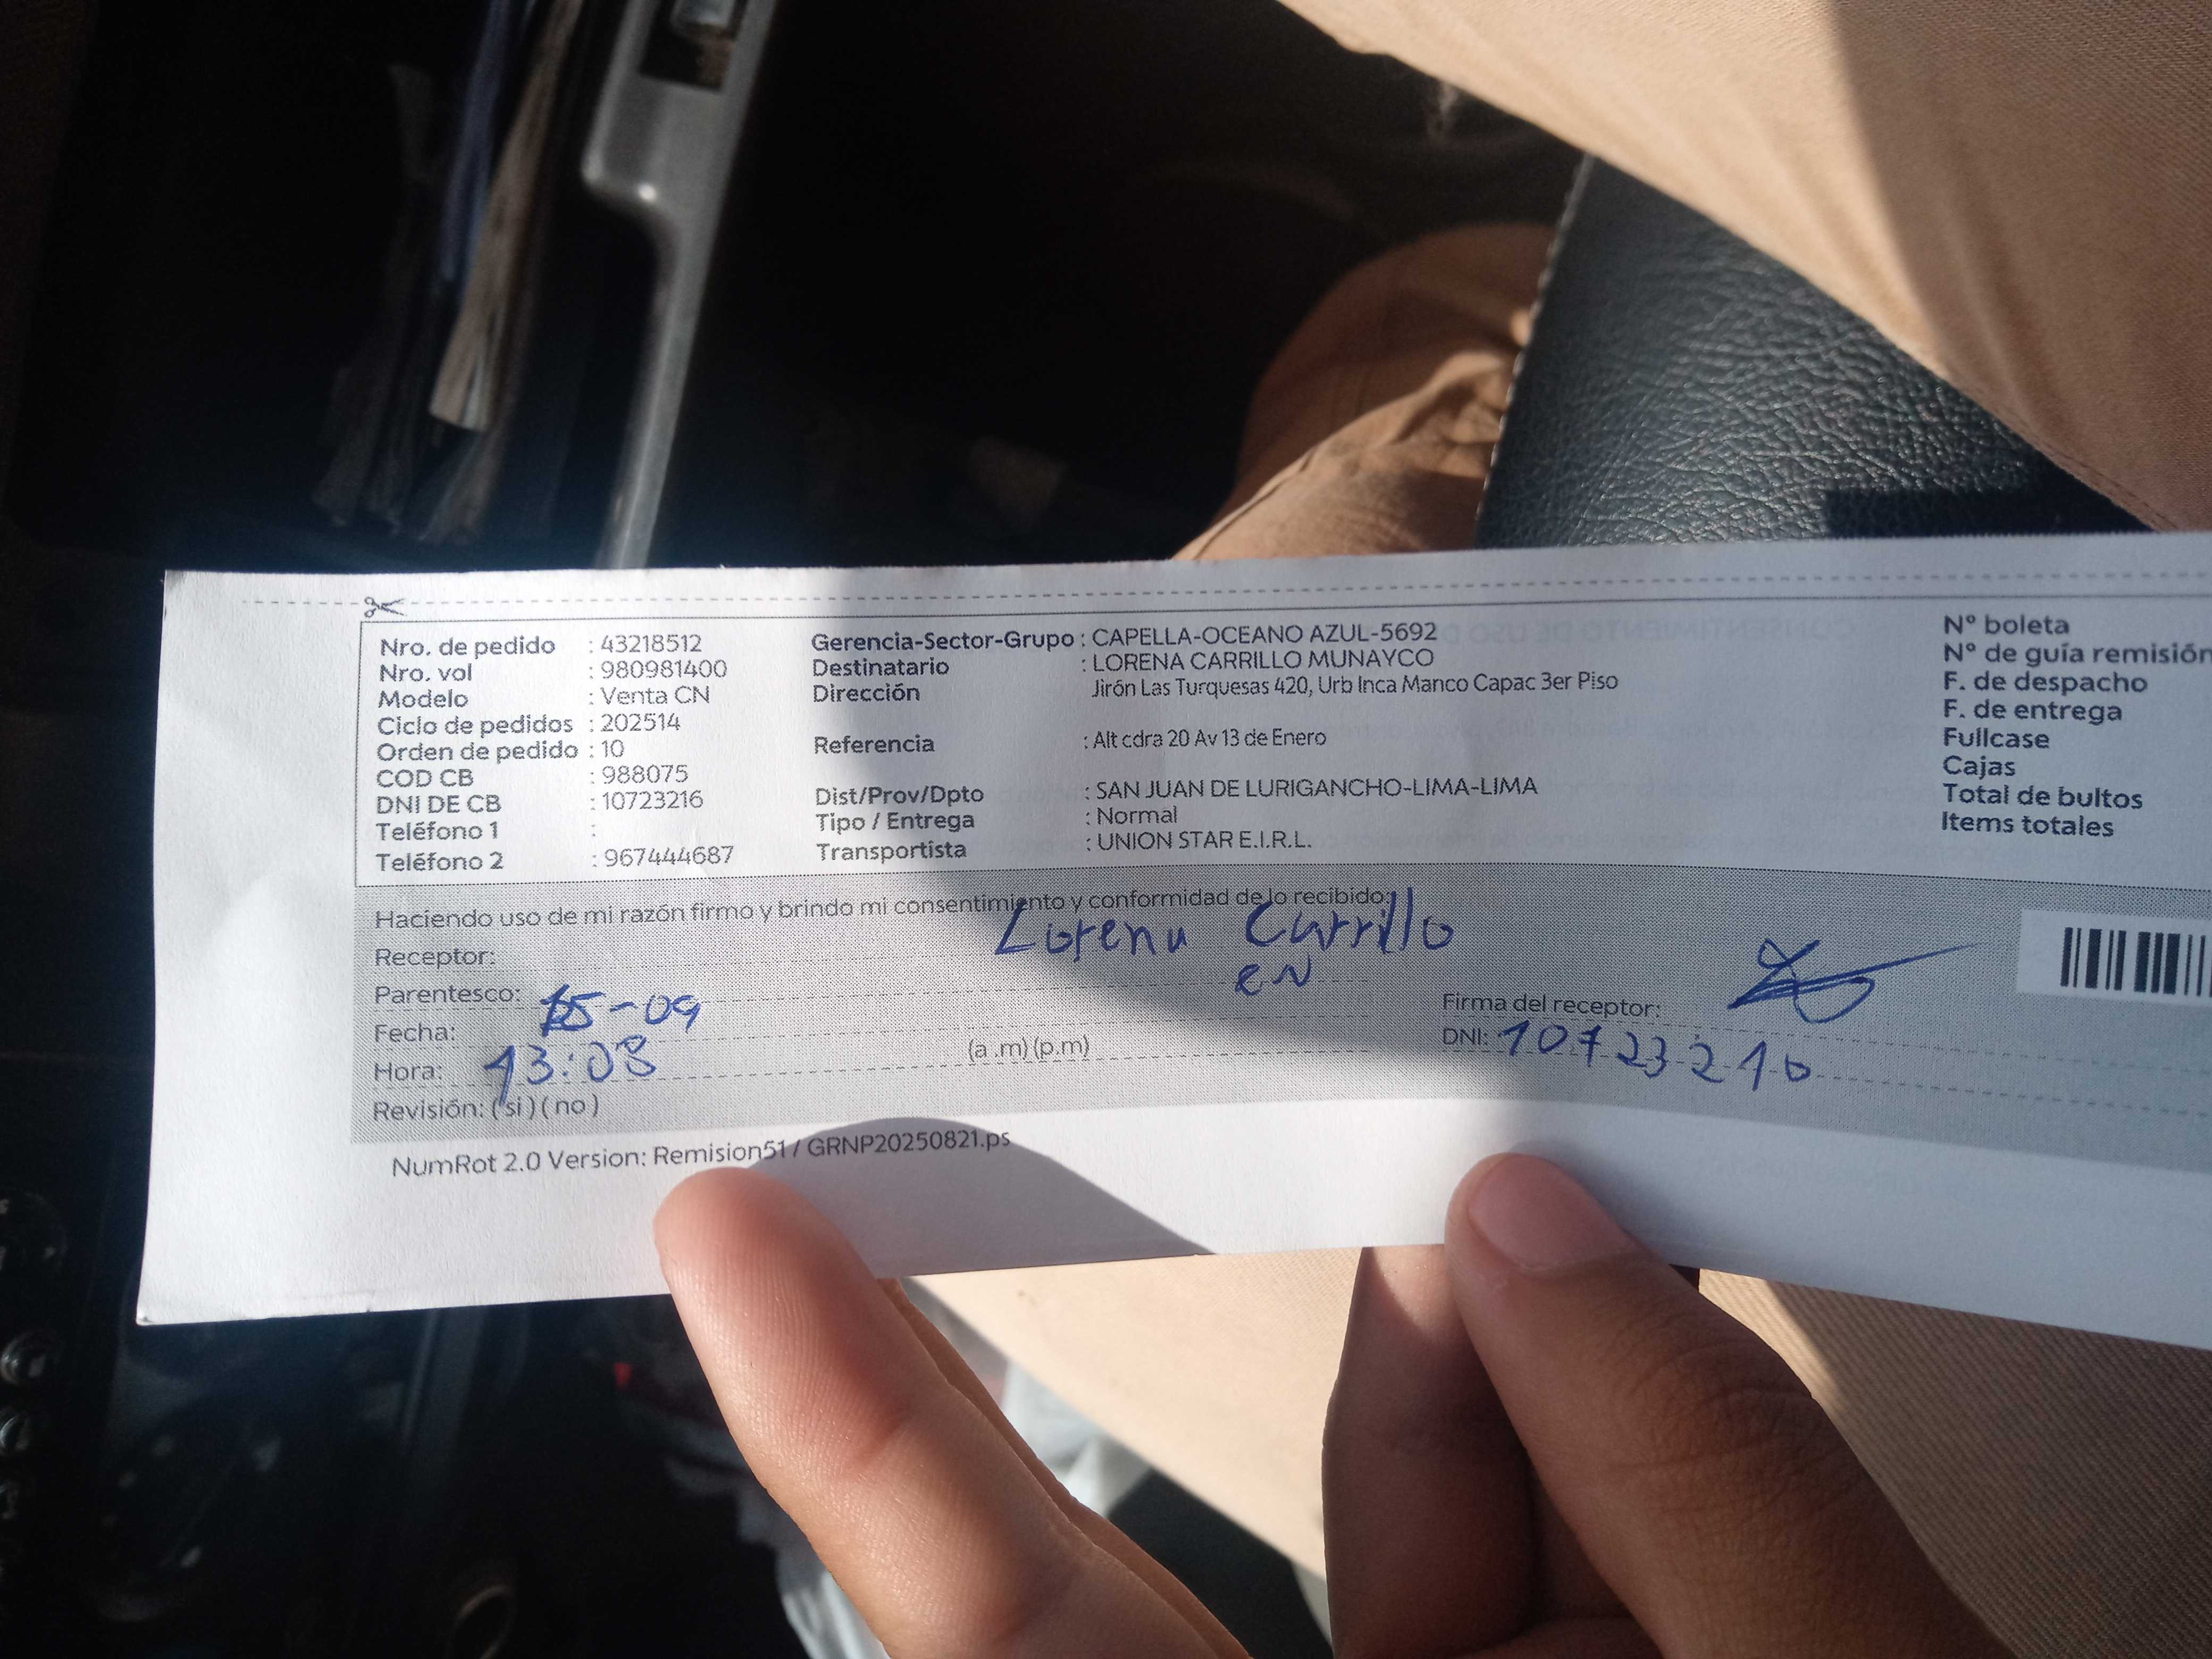 Nro. de pedido : 43218512
Nro. vol : 980981400
Modelo : Venta CN
Ciclo de pedidos : 202514
Orden de pedido : 10
COD CB : 988075
DNI DE CB : 10723216
Teléfono 1 :
Teléfono 2 : 967444687
Gerencia-Sector-Grupo : CAPELLA-OCEANO AZUL-5692
Destinatario : LORENA CARRILLO MUNAYCO
Dirección Jirón Las Turquesas 420, Urb Inca Manco Capac 3er Piso
Referencia : Alt cdra 20 Av 13 de Enero
Dist/Prov/Dpto : SAN JUAN DE LURIGANCHO-LIMA-LIMA
Tipo / Entrega : Normal
Transportista : UNION STAR E.I.R.L.
Nº boleta
Nº de guía remisión
F. de despacho
F. de entrega
Fullcase
Cajas
Total de bultos
Items totales
Haciendo uso de mi razón firmo y brindo mi consentimiento y conformidad de lo recibido:
Receptor: Lorena Carrillo
Parentesco: CN
Fecha: 15-09
Hora: 13:08 (a .m) (p.m)
Revisión: ( si ) ( no )
Firma del receptor:
DNI: 10723216
NumRot 2.0 Version: Remision51 / GRNP20250821.ps